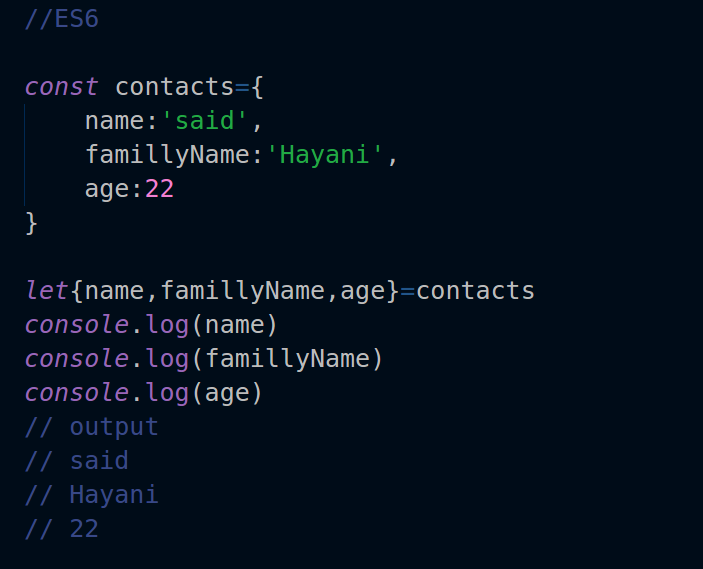 //ES6
const contacts={
name:'said',
famillyName:'Hayani',
age:22
}
let{name,famillyName,age}=contacts
console.log(name)
console.log(famillyName)
console.log(age)
// output
// said
// Hayani
// 22